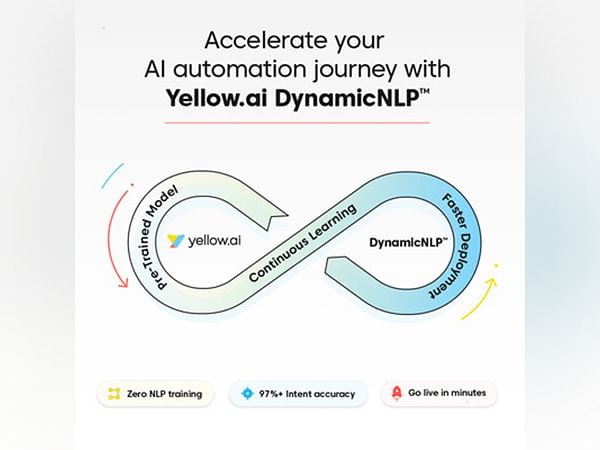 Accelerate your
AI automation journey with
Yellow.ai DynamicNLP™
Pre-Trained Model
yellow.ai
Continuous Learning
DynamicNLP™
Faster Deployment
Zero NLP training
97%+ Intent accuracy
Go live in minutes